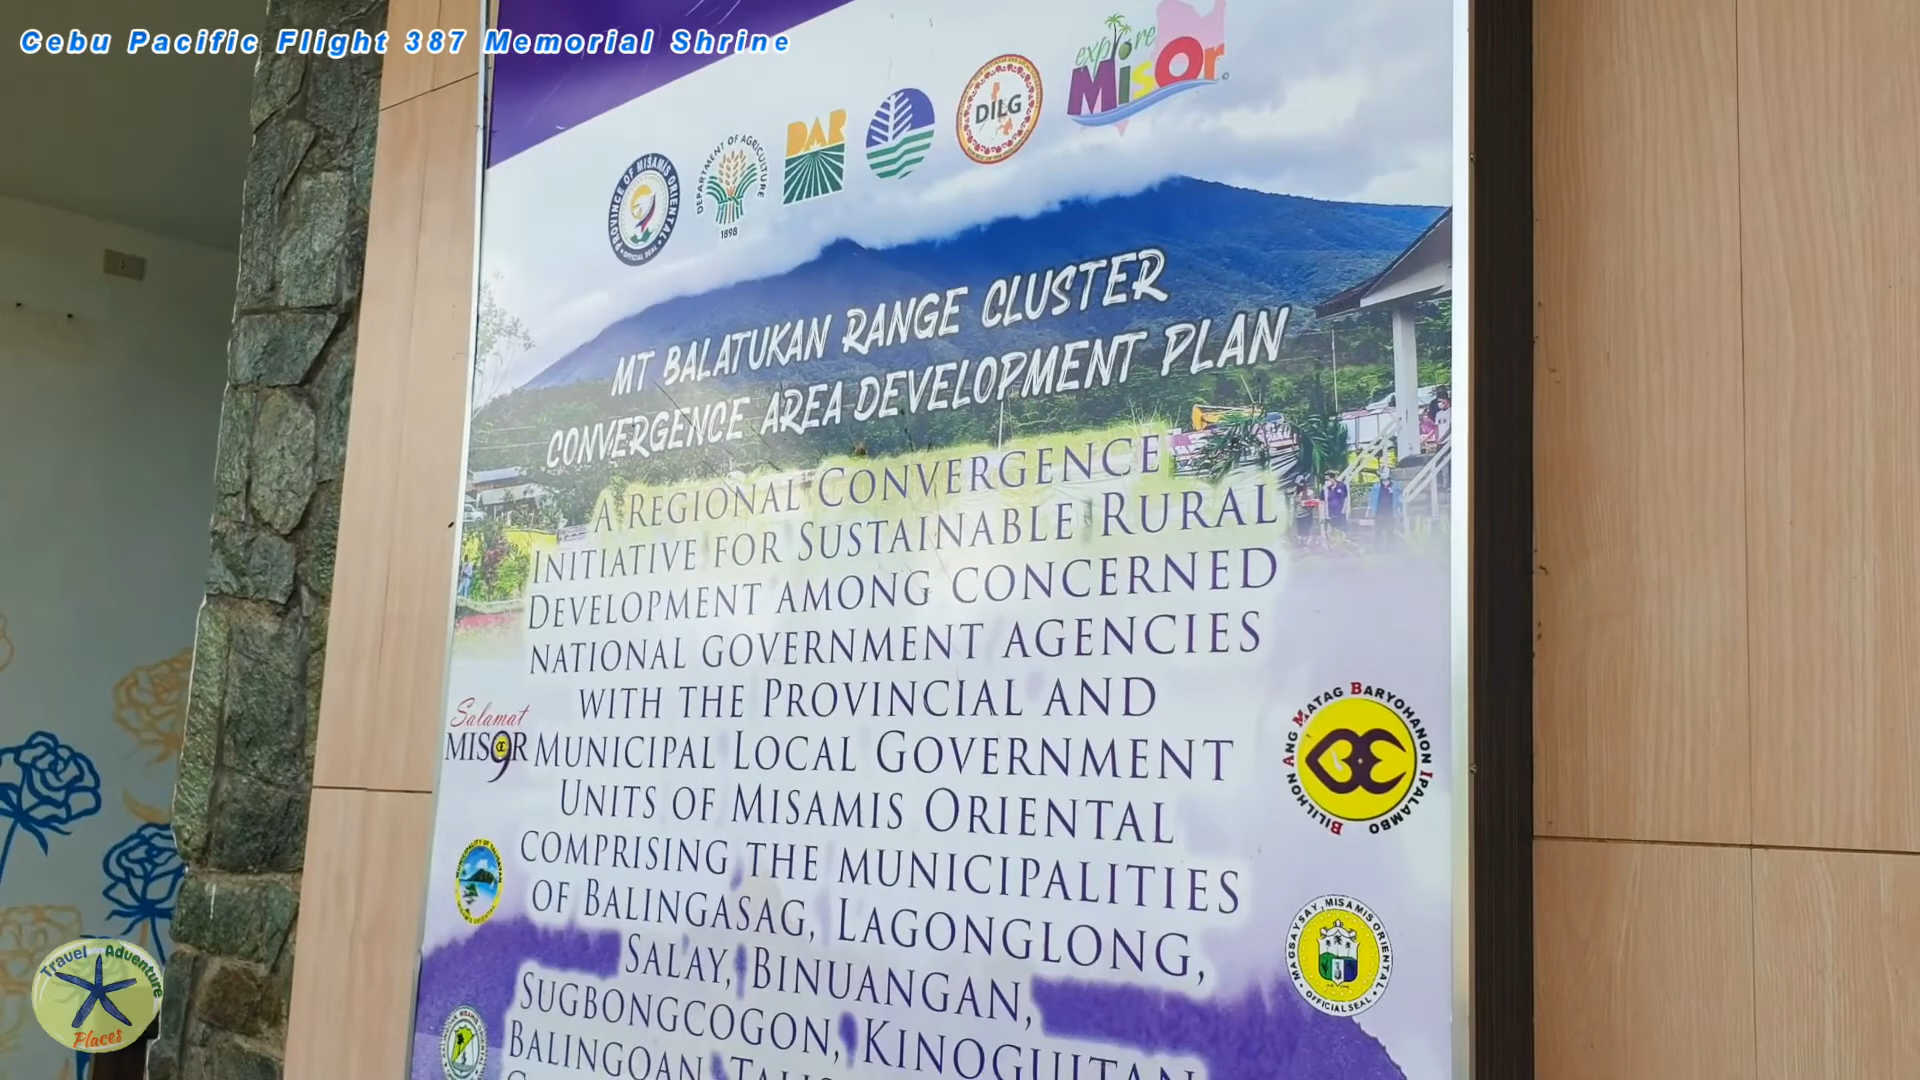 Cebu Pacific Flight 387 Memorial Shrine
explore
MisOr
DILG
DAR
DEPARTMENT OF AGRICULTURE
1898
PROVINCE OF MISAMIS ORIENTAL
OFFICIAL SEAL
MT BALATUKAN RANGE CLUSTER
CONVERGENCE AREA DEVELOPMENT PLAN
A REGIONAL CONVERGENCE
INITIATIVE FOR SUSTAINABLE RURAL
DEVELOPMENT AMONG CONCERNED
NATIONAL GOVERNMENT AGENCIES
WITH THE PROVINCIAL AND
MUNICIPAL LOCAL GOVERNMENT
UNITS OF MISAMIS ORIENTAL
COMPRISING THE MUNICIPALITIES
OF BALINGASAG, LAGONGLONG,
SALAY, BINUANGAN,
SUGBONGCOGON, KINOGUITAN
BALINGOAN,
Salamat
MISOR
BILIHON ANG MATAG BARYOHANON IPALAMBO
MAGSAYSAY, MISAMIS ORIENTAL
OFFICIAL SEAL
Travel Adventure
Places